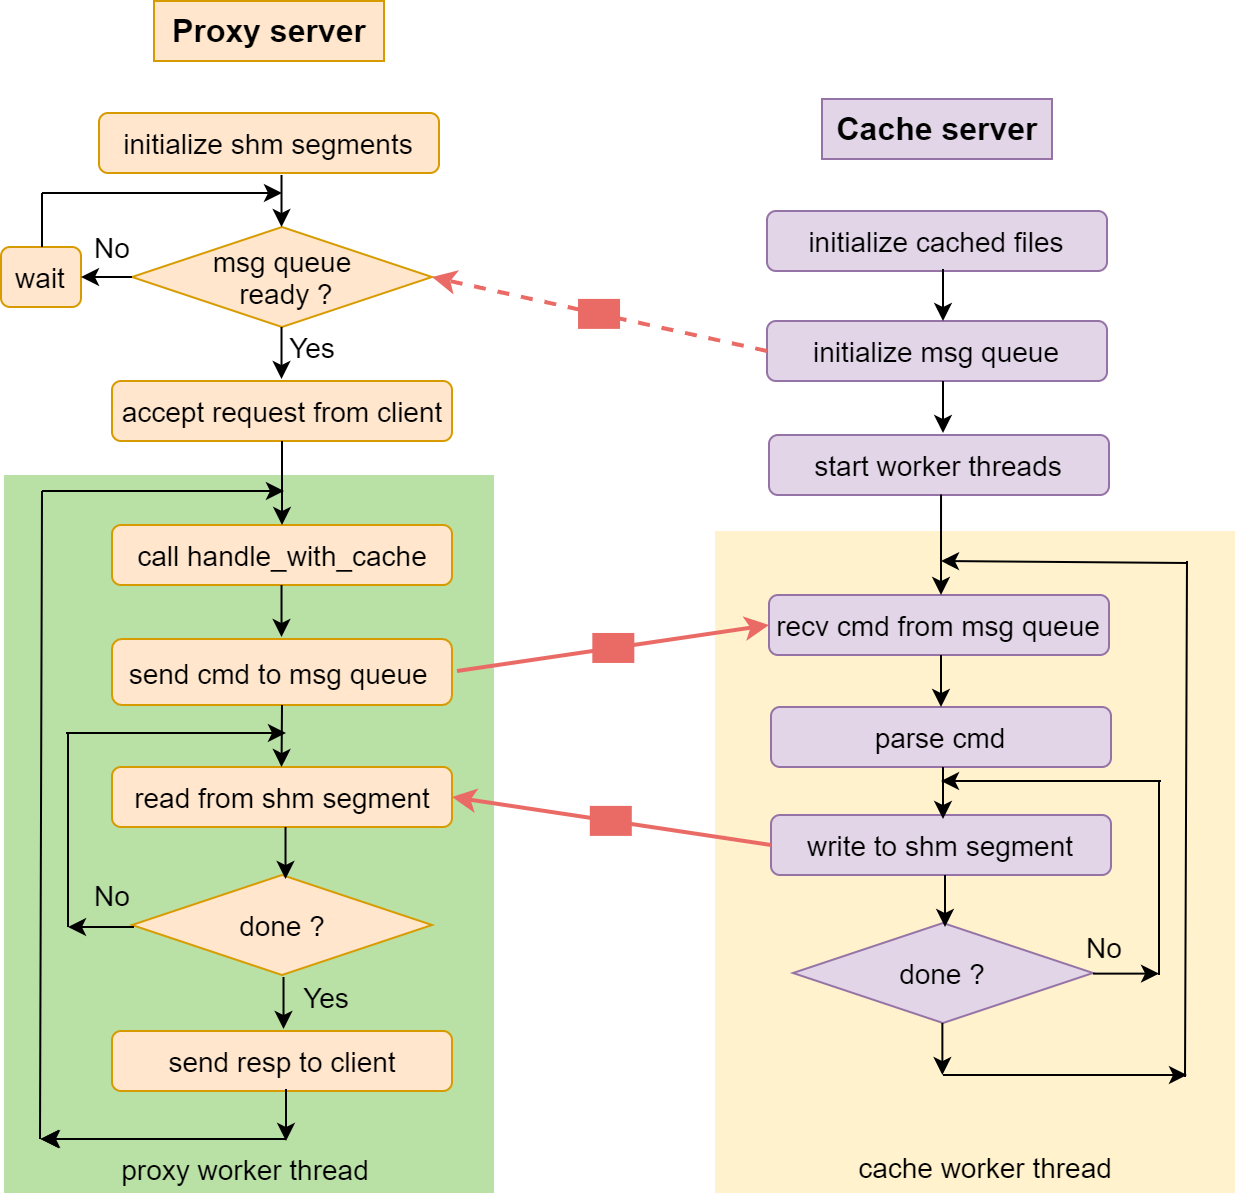 Proxy server
initialize shm segments
No
wait
msg queue
ready ?
Yes
accept request from client
call handle_with_cache
send cmd to msg queue
read from shm segment
No
done ?
Yes
send resp to client
proxy worker thread
Cache server
initialize cached files
initialize msg queue
start worker threads
recv cmd from msg queue
parse cmd
write to shm segment
No
done ?
cache worker thread